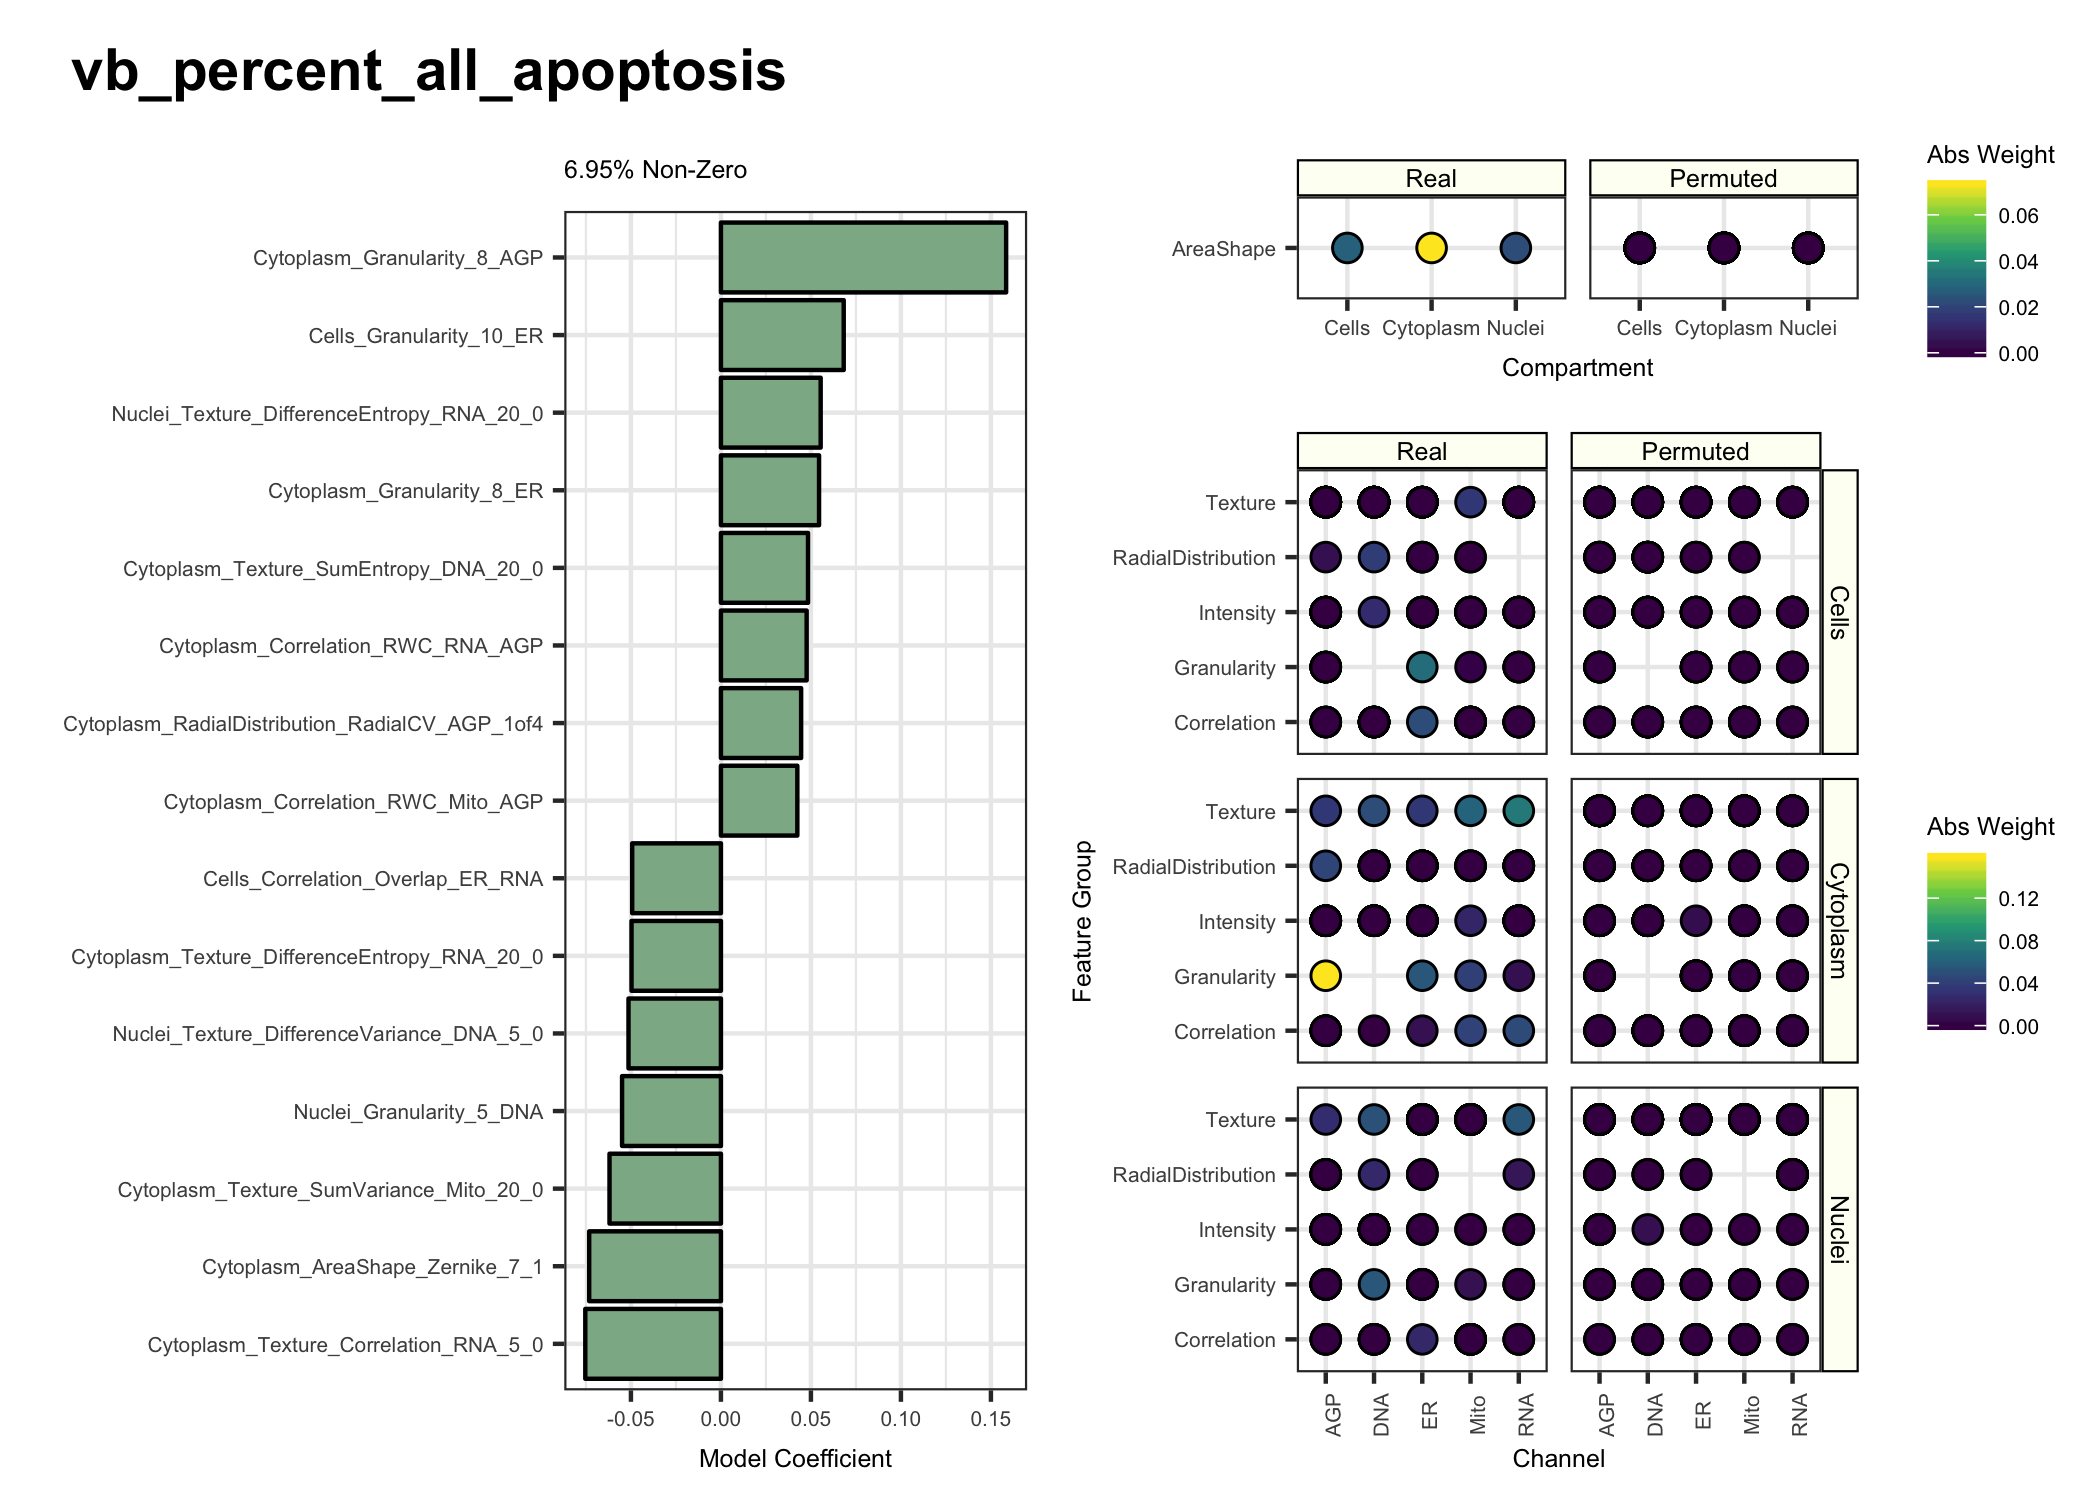 vb_percent_all_apoptosis
6.95% Non-Zero
Cytoplasm_Granularity_8_AGP
Cells_Granularity_10_ER
Nuclei_Texture_DifferenceEntropy_RNA_20_0
Cytoplasm_Granularity_8_ER
Cytoplasm_Texture_SumEntropy_DNA_20_0
Cytoplasm_Correlation_RWC_RNA_AGP
Cytoplasm_RadialDistribution_RadialCV_AGP_1of4
Cytoplasm_Correlation_RWC_Mito_AGP
Cells_Correlation_Overlap_ER_RNA
Cytoplasm_Texture_DifferenceEntropy_RNA_20_0
Nuclei_Texture_DifferenceVariance_DNA_5_0
Nuclei_Granularity_5_DNA
Cytoplasm_Texture_SumVariance_Mito_20_0
Cytoplasm_AreaShape_Zernike_7_1
Cytoplasm_Texture_Correlation_RNA_5_0
-0.05 0.00 0.05 0.10 0.15
Model Coefficient
Real Permuted
AreaShape
Cells Cytoplasm Nuclei Cells Cytoplasm Nuclei
Compartment
Abs Weight
0.06
0.04
0.02
0.00
Real Permuted
Feature Group
Texture
RadialDistribution
Intensity
Granularity
Correlation
Cells
Texture
RadialDistribution
Intensity
Granularity
Correlation
Cytoplasm
Texture
RadialDistribution
Intensity
Granularity
Correlation
Nuclei
AGP DNA ER Mito RNA AGP DNA ER Mito RNA
Channel
Abs Weight
0.12
0.08
0.04
0.00